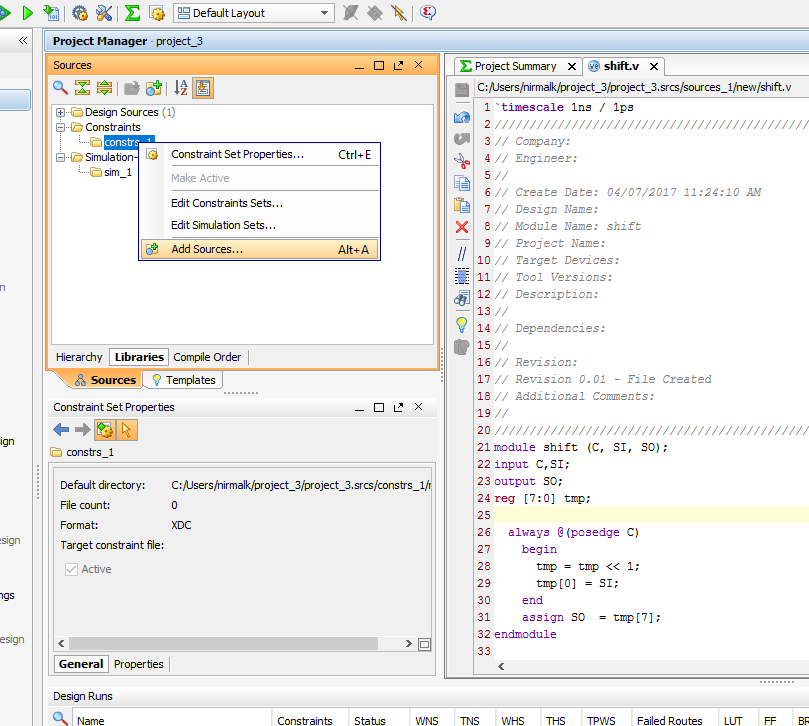 Default Layout
«
Project Manager - project_3
Sources
Design Sources (1)
Constraints
constrs_1
Simulation
sim_1
Constraint Set Properties... Ctrl+E
Make Active
Edit Constraints Sets...
Edit Simulation Sets...
Add Sources... Alt+A
Hierarchy Libraries Compile Order
Sources Templates
Constraint Set Properties
constrs_1
Default directory: C:/Users/nirmalk/project_3/project_3.srcs/constrs_1/
File count: 0
Format: XDC
Target constraint file:
Active
General Properties
Project Summary shift.v
C:/Users/nirmalk/project_3/project_3.srcs/sources_1/new/shift.v
1 `timescale 1ns / 1ps
2 //////////////////////////////////////////////
3 // Company:
4 // Engineer:
5 //
6 // Create Date: 04/07/2017 11:24:10 AM
7 // Design Name:
8 // Module Name: shift
9 // Project Name:
10 // Target Devices:
11 // Tool Versions:
12 // Description:
13 //
14 // Dependencies:
15 //
16 // Revision:
17 // Revision 0.01 - File Created
18 // Additional Comments:
19 //
20 //////////////////////////////////////////////
21 module shift (C, SI, SO);
22 input C,SI;
23 output SO;
24 reg [7:0] tmp;
25
26 always @(posedge C)
27 begin
28 tmp = tmp << 1;
29 tmp[0] = SI;
30 end
31 assign SO = tmp[7];
32 endmodule
33
n
ign
esign
ngs
esign
Design Runs
Name Constraints Status WNS TNS WHS THS TPWS Failed Routes LUT FF BR